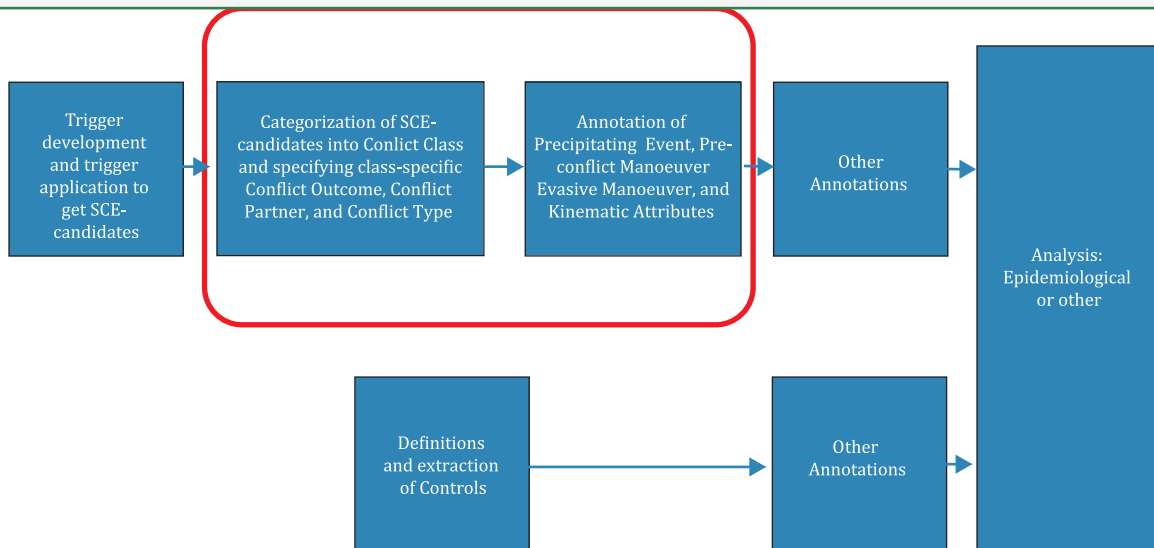 Trigger
development
and trigger
application to
get SCE-
candidates
Categorization of SCE-
candidates into Conlict Class
and specifying class-specific
Conflict Outcome, Conflict
Partner, and Conflict Type
Annotation of
Precipitating Event, Pre-
conflict Manoeuver
Evasive Manoeuver, and
Kinematic Attributes
Other
Annotations
Analysis:
Epidemiological
or other
Definitions
and extraction
of Controls
Other
Annotations